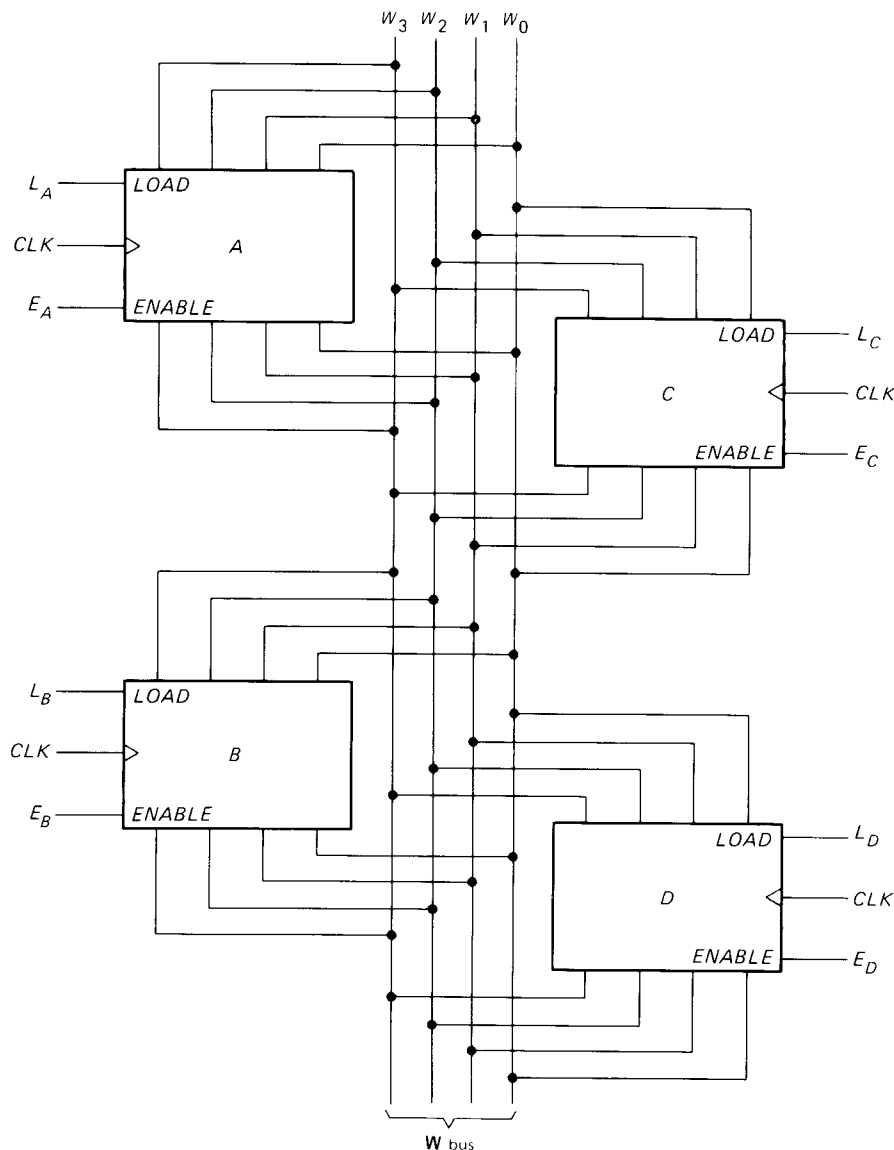 W3 W2 W1 W0
LA
LOAD
CLK
A
EA
ENABLE
LOAD
LC
C
CLK
ENABLE
EC
LB
LOAD
CLK
B
EB
ENABLE
LOAD
LD
D
CLK
ENABLE
ED
W bus